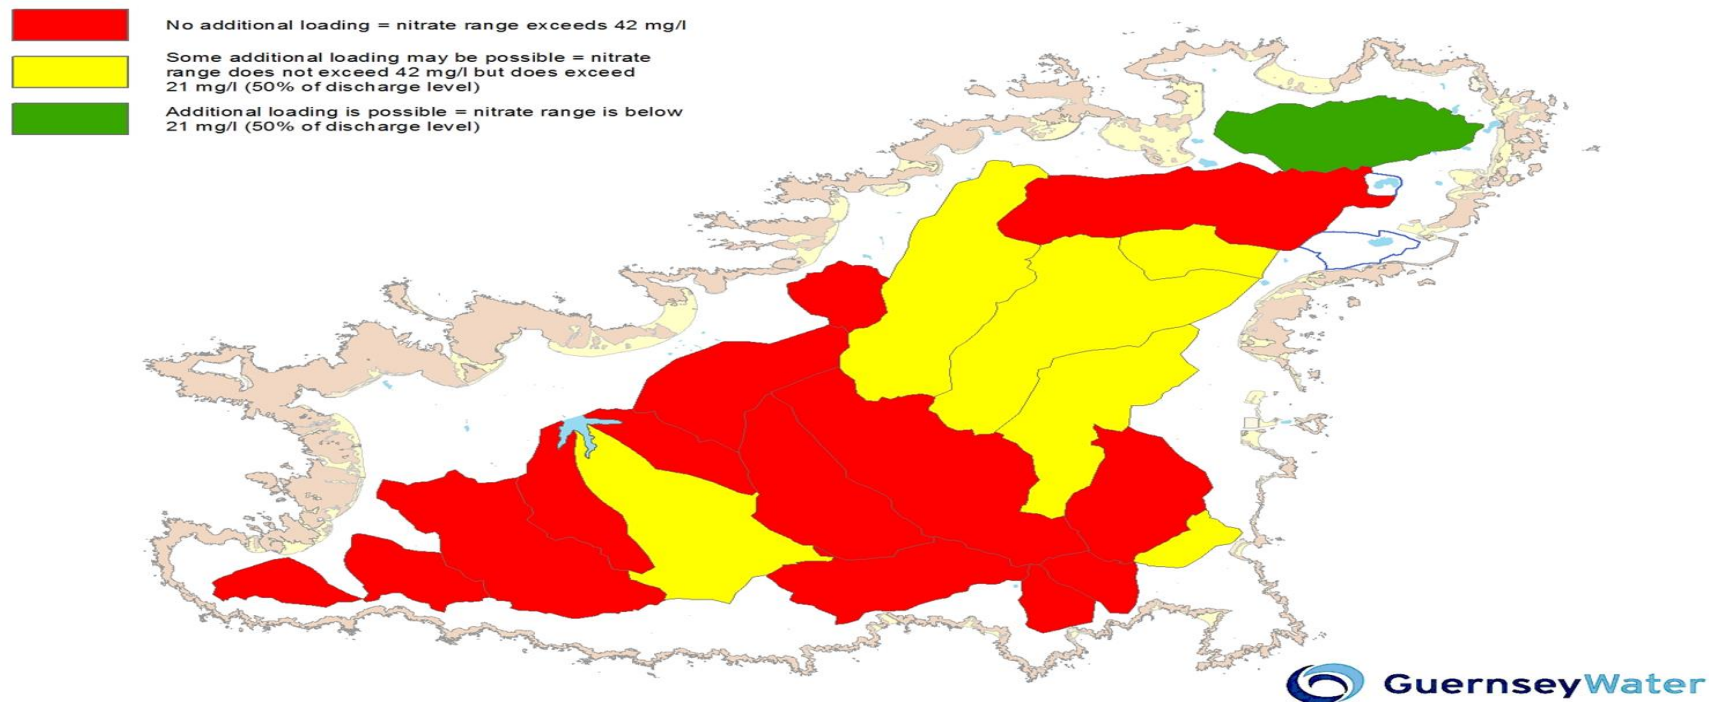 No additional loading = nitrate range exceeds 42 mg/l
Some additional loading may be possible = nitrate
range does not exceed 42 mg/l but does exceed
21 mg/l (50% of discharge level)
Additional loading is possible = nitrate range is below
21 mg/l (50% of discharge level)
GuernseyWater